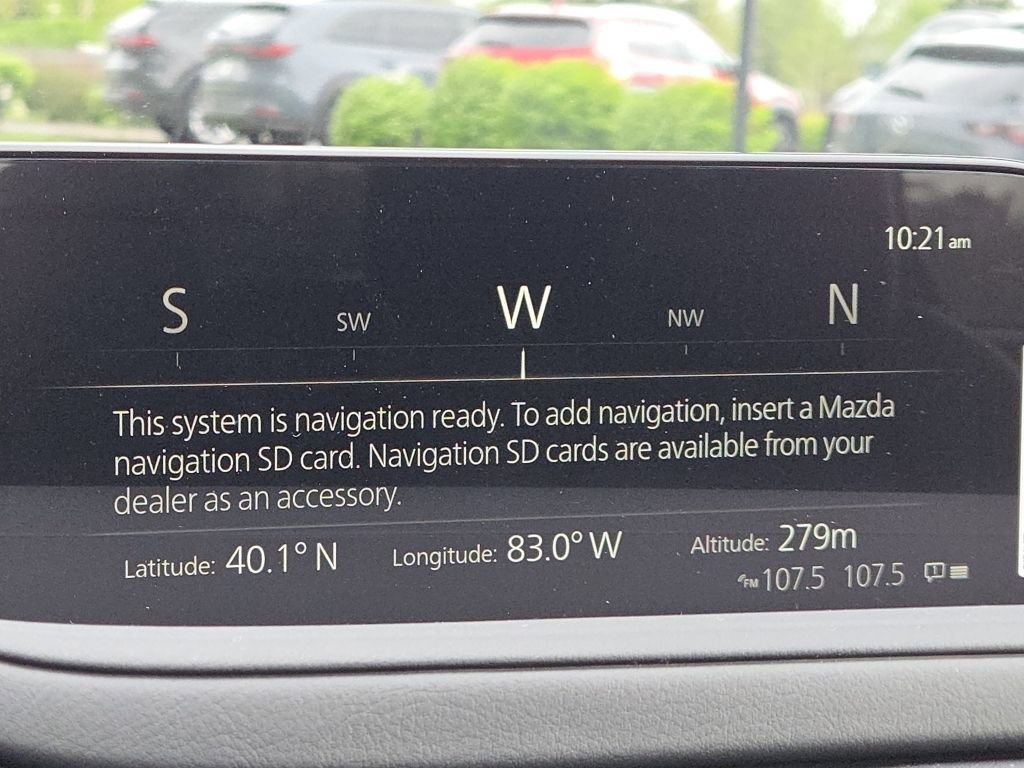 10:21 am
S SW W NW N
This system is navigation ready. To add navigation, insert a Mazda
navigation SD card. Navigation SD cards are available from your
dealer as an accessory.
Latitude: 40.1° N Longitude: 83.0° W Altitude: 279m
FM 107.5 107.5 1